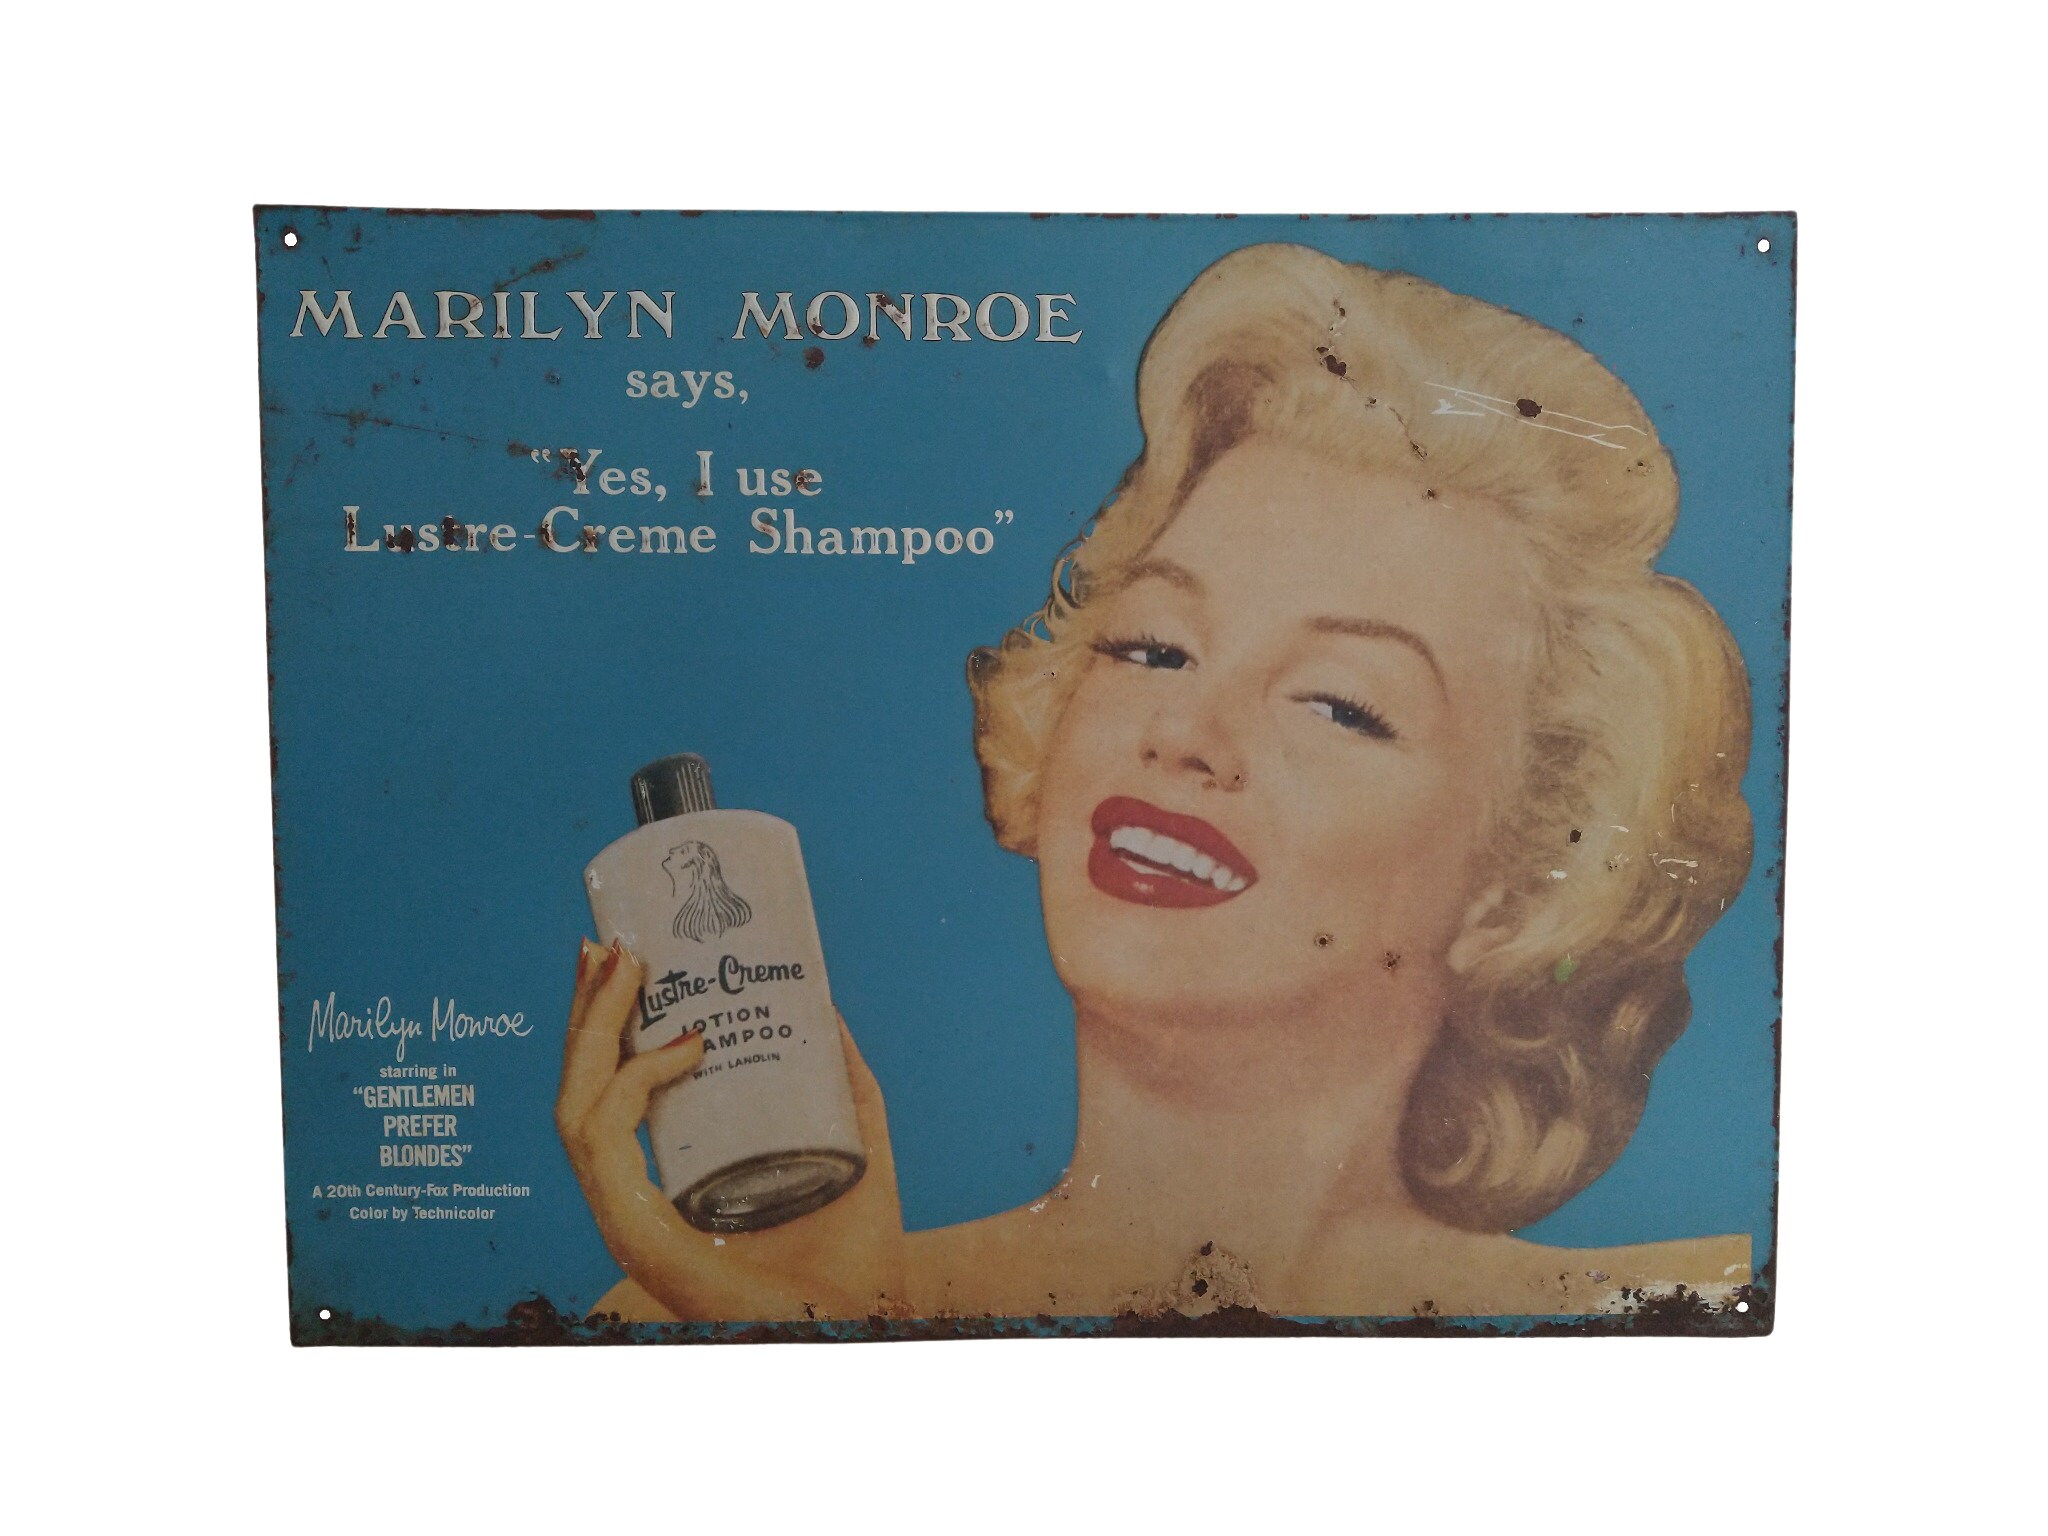 MARILYN MONROE
says,
“Yes, I use
Lustre-Creme Shampoo”
Lustre-Creme
LOTION
AMPOO
WITH LANOLIN
Marilyn Monroe
starring in
“GENTLEMEN
PREFER
BLONDES”
A 20th Century-Fox Production
Color by Technicolor